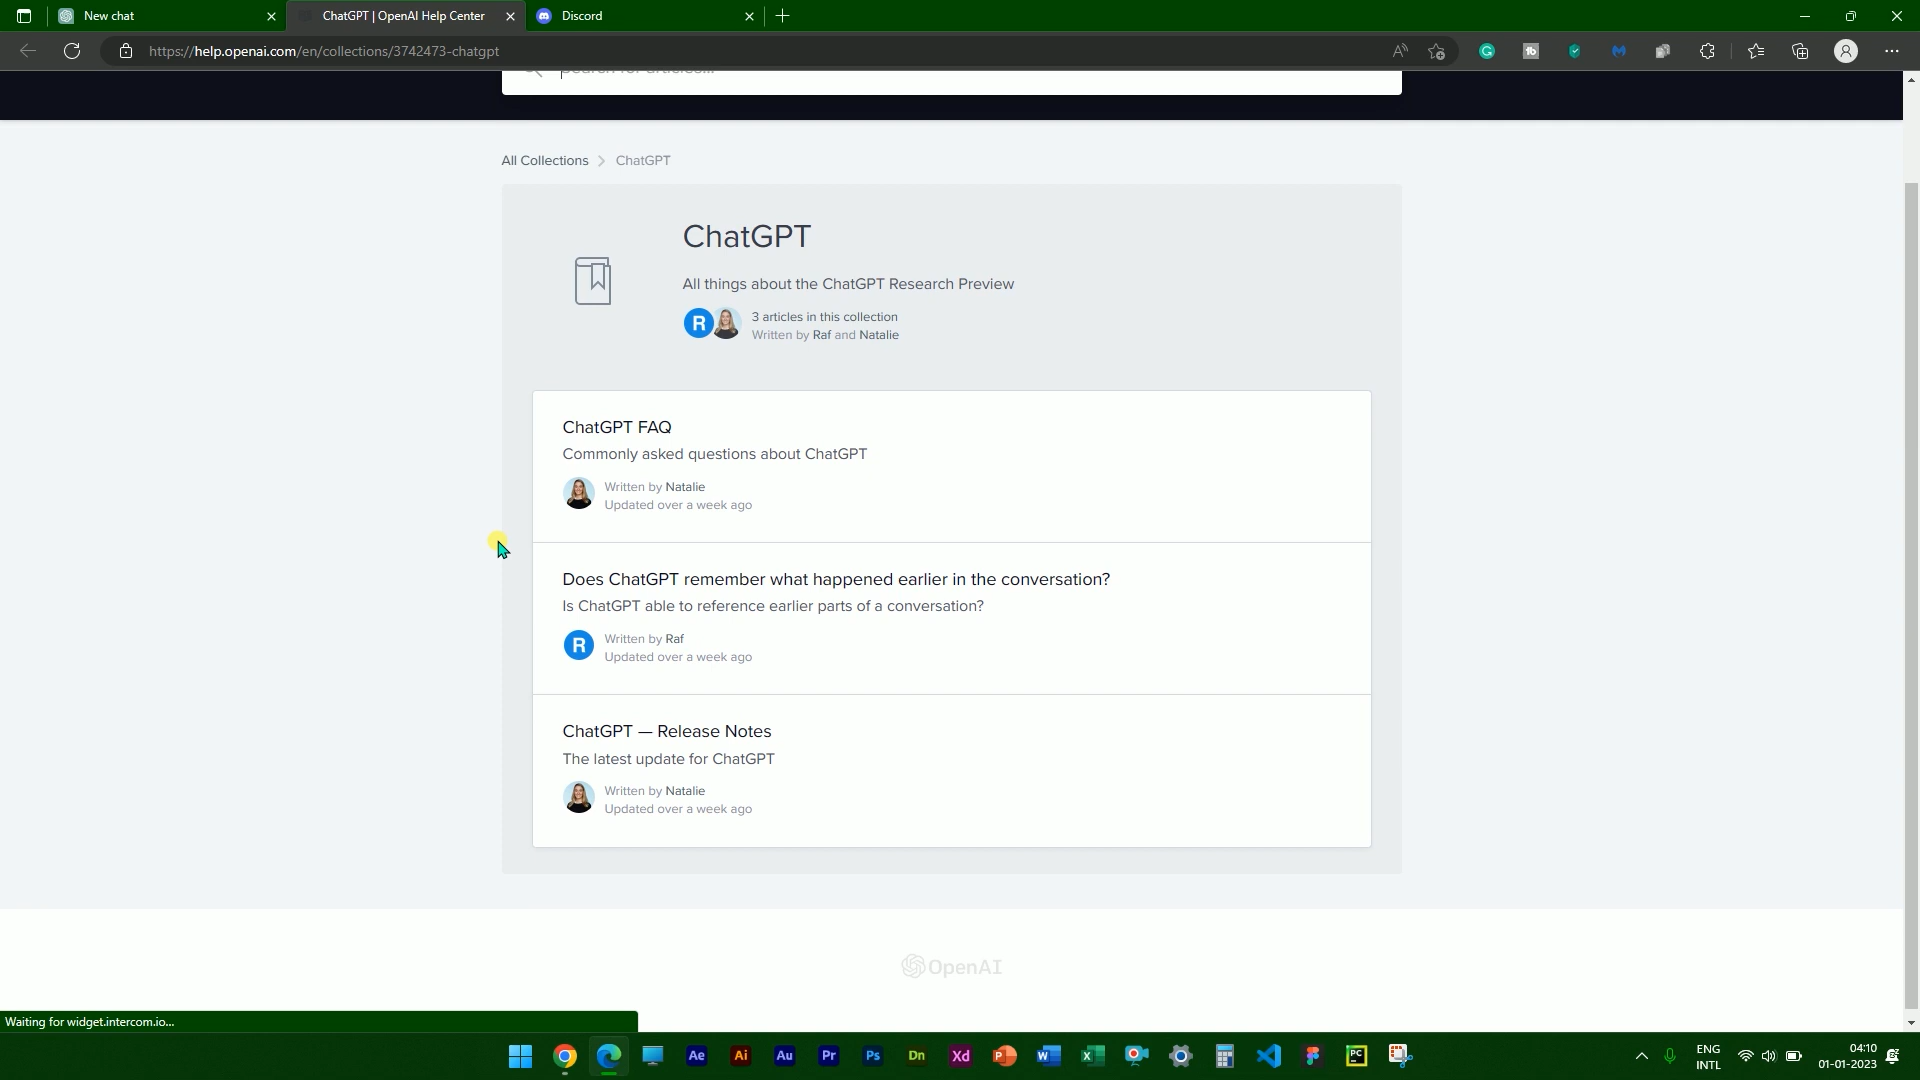 New chat
ChatGPT | OpenAI Help Center
Discord
https://help.openai.com/en/collections/3742473-chatgpt
Search for articles...
All Collections
ChatGPT
ChatGPT
All things about the ChatGPT Research Preview
R
3 articles in this collection
Written by Raf and Natalie
ChatGPT FAQ
Commonly asked questions about ChatGPT
Written by Natalie
Updated over a week ago
Does ChatGPT remember what happened earlier in the conversation?
Is ChatGPT able to reference earlier parts of a conversation?
R
Written by Raf
Updated over a week ago
ChatGPT — Release Notes
The latest update for ChatGPT
Written by Natalie
Updated over a week ago
OpenAI
Waiting for widget.intercom.io...
Ae Ai Au Pr Ps Dn Xd P W X PC
ENG
INTL
04:10
01-01-2023